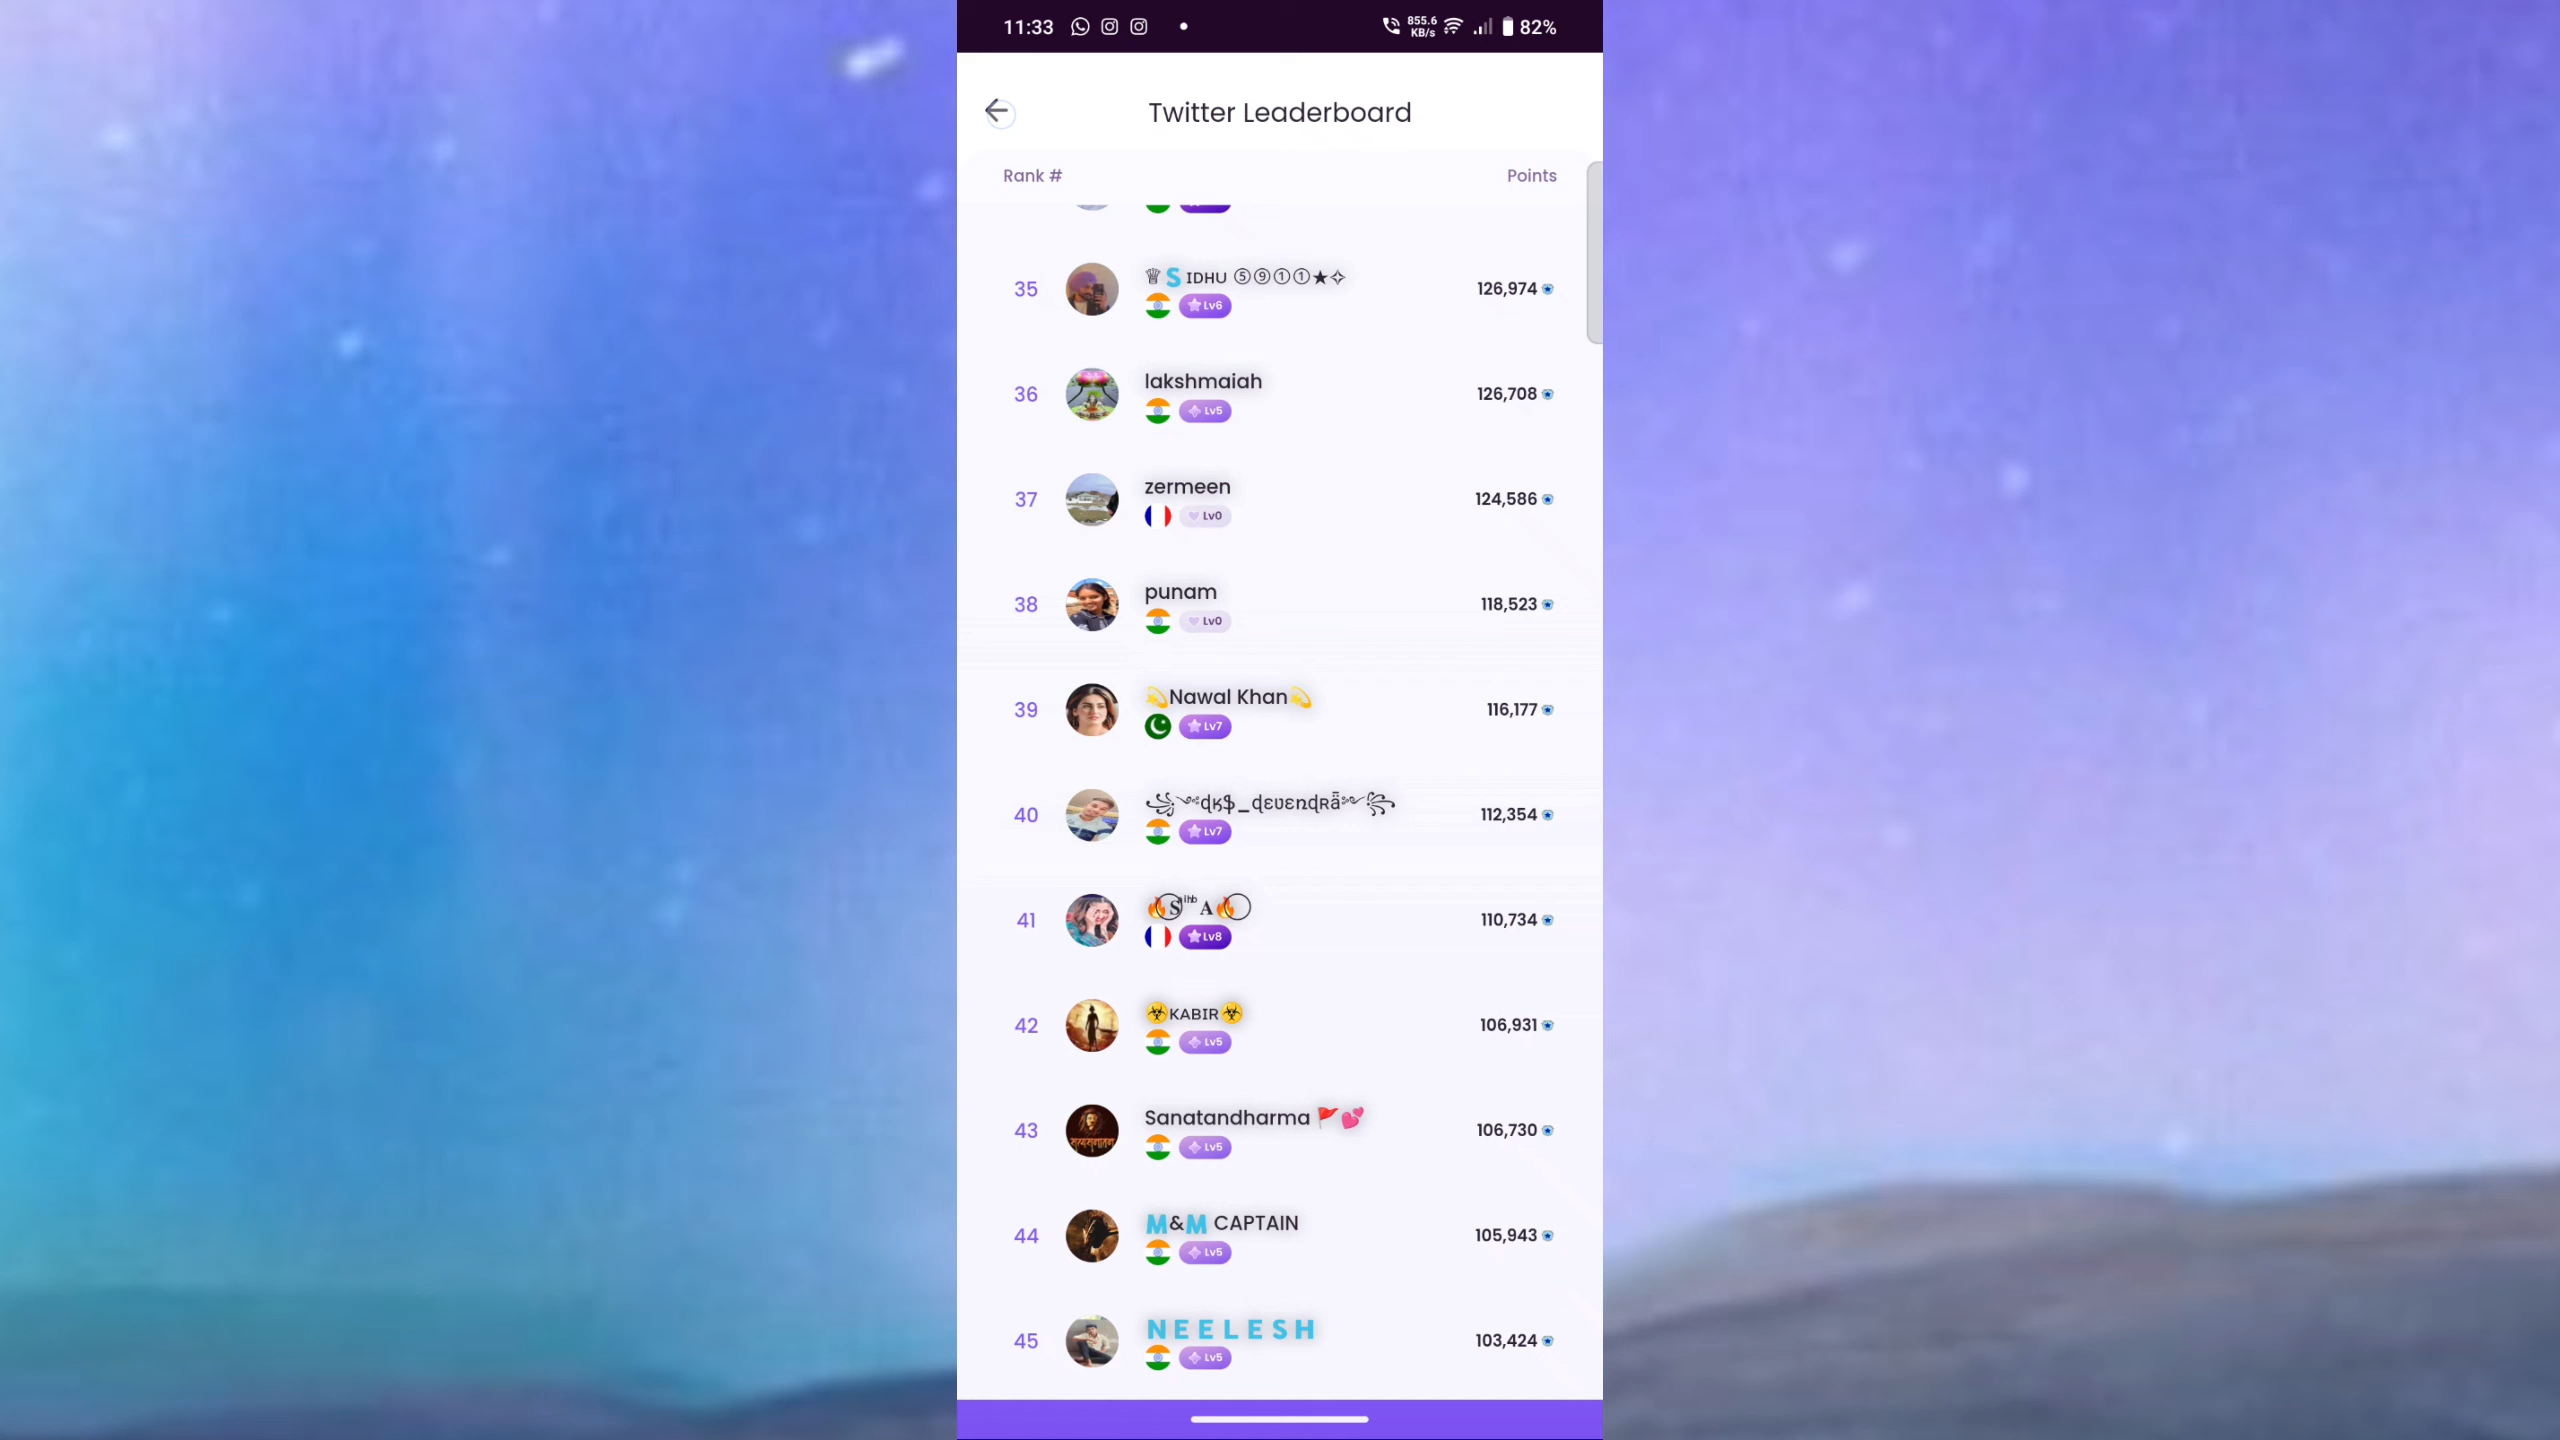 11:33 855.6 KB/s 82%
Twitter Leaderboard
Rank # Points
35 ♕🆂 ɪᴅʜᴜ ⑤⑨①①★✧ 126,974
Lv6
36 lakshmaiah 126,708
Lv5
37 zermeen 124,586
Lv0
38 punam 118,523
Lv0
39 💫Nawal Khan💫 116,177
Lv7
40 112,354
Lv7
41 110,734
Lv8
42 ☣️ᴋᴀʙɪʀ☣️ 106,931
Lv5
43 Sanatandharma 🚩💕 106,730
Lv5
44 M&M CAPTAIN 105,943
Lv5
45 N E E L E S H 103,424
Lv5